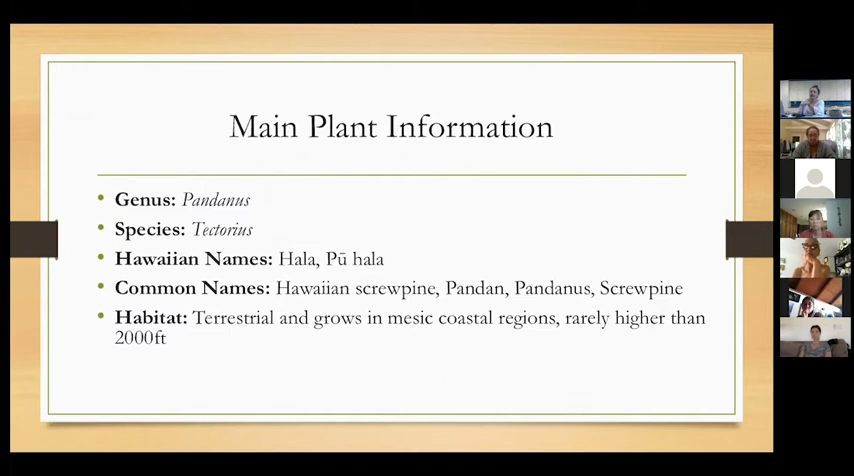 Main Plant Information
• Genus: Pandanus
• Species: Tectorius
• Hawaiian Names: Hala, Pū hala
• Common Names: Hawaiian screwpine, Pandan, Pandanus, Screwpine
• Habitat: Terrestrial and grows in mesic coastal regions, rarely higher than
2000ft